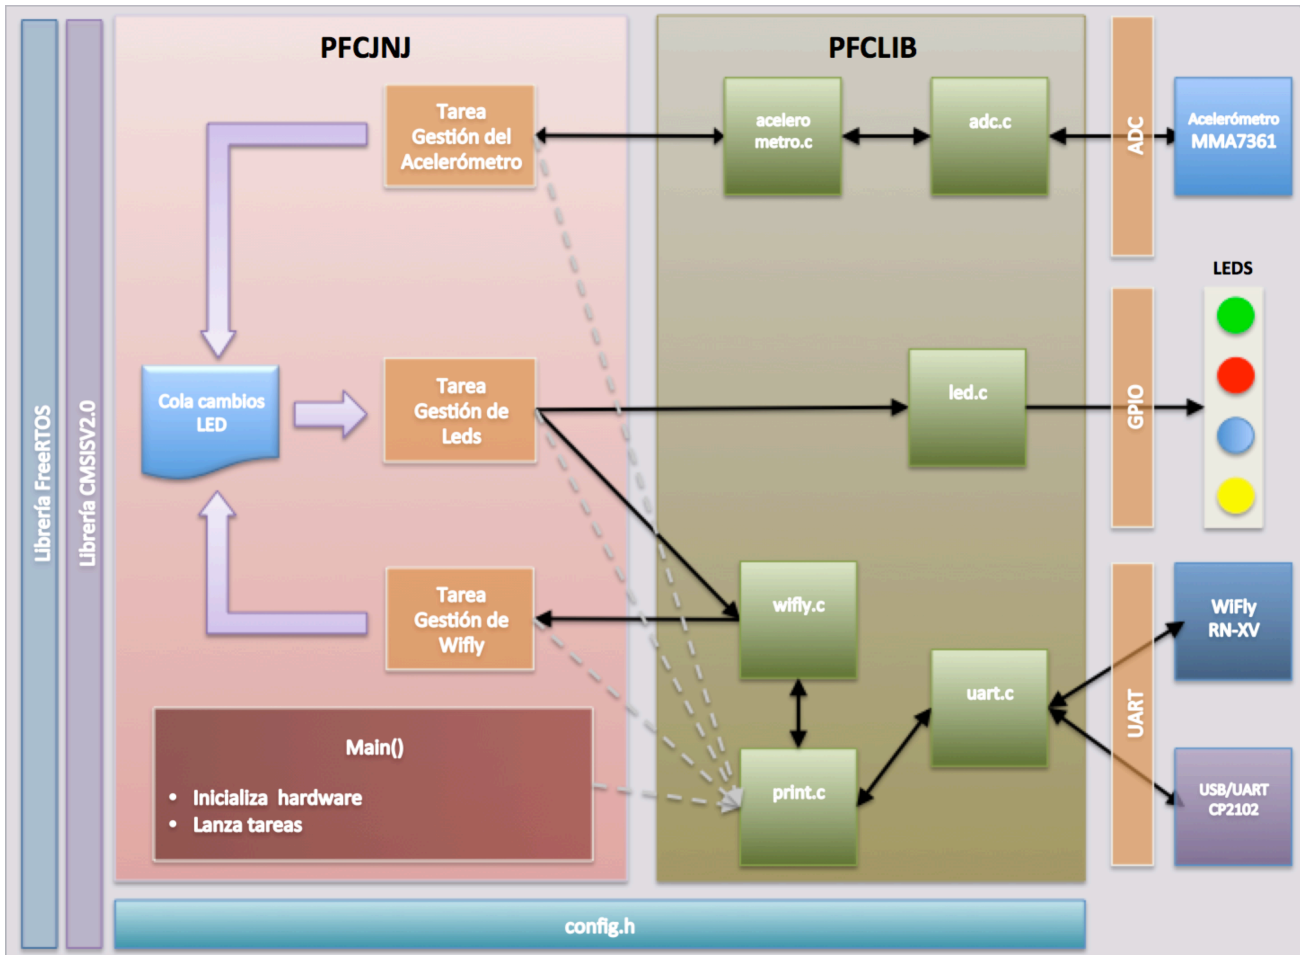 Librería FreeRTOS
Librería CMSISV2.0
PFCJNJ
Tarea
Gestión del
Acelerómetro
Cola cambios
LED
Tarea
Gestión de
Leds
Tarea
Gestión de
Wifly
Main()
• Inicializa hardware
• Lanza tareas
PFCLIB
acelero
metro.c
adc.c
led.c
wifly.c
uart.c
print.c
ADC
Acelerómetro
MMA7361
LEDS
GPIO
UART
WiFly
RN-XV
USB/UART
CP2102
config.h